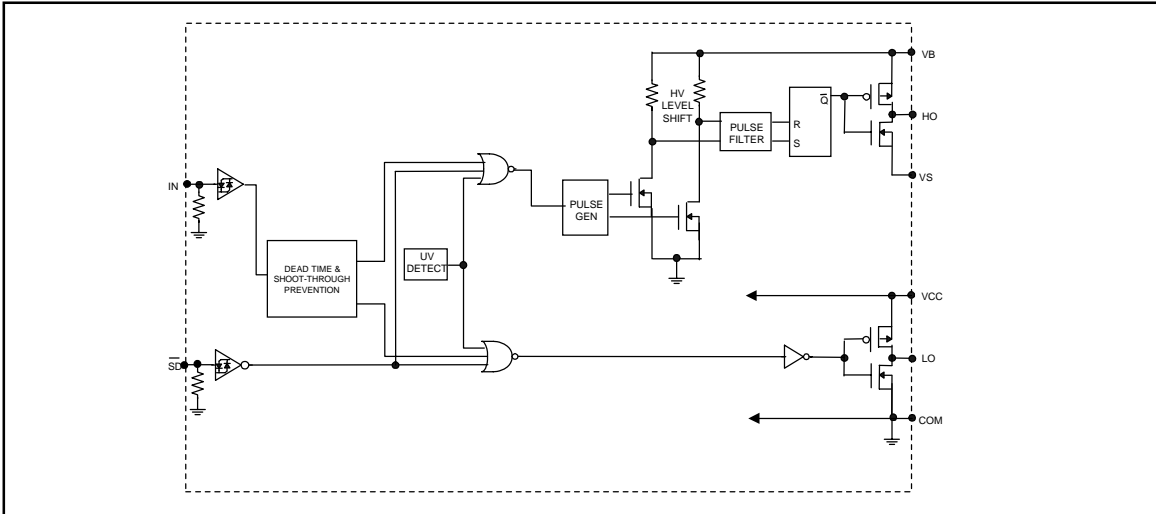 VB
HV
LEVEL
SHIFT
Q̅
HO
PULSE
FILTER
R
S
VS
IN
PULSE
GEN
UV
DETECT
DEAD TIME &
SHOOT-THROUGH
PREVENTION
VCC
S̅D̅
LO
COM